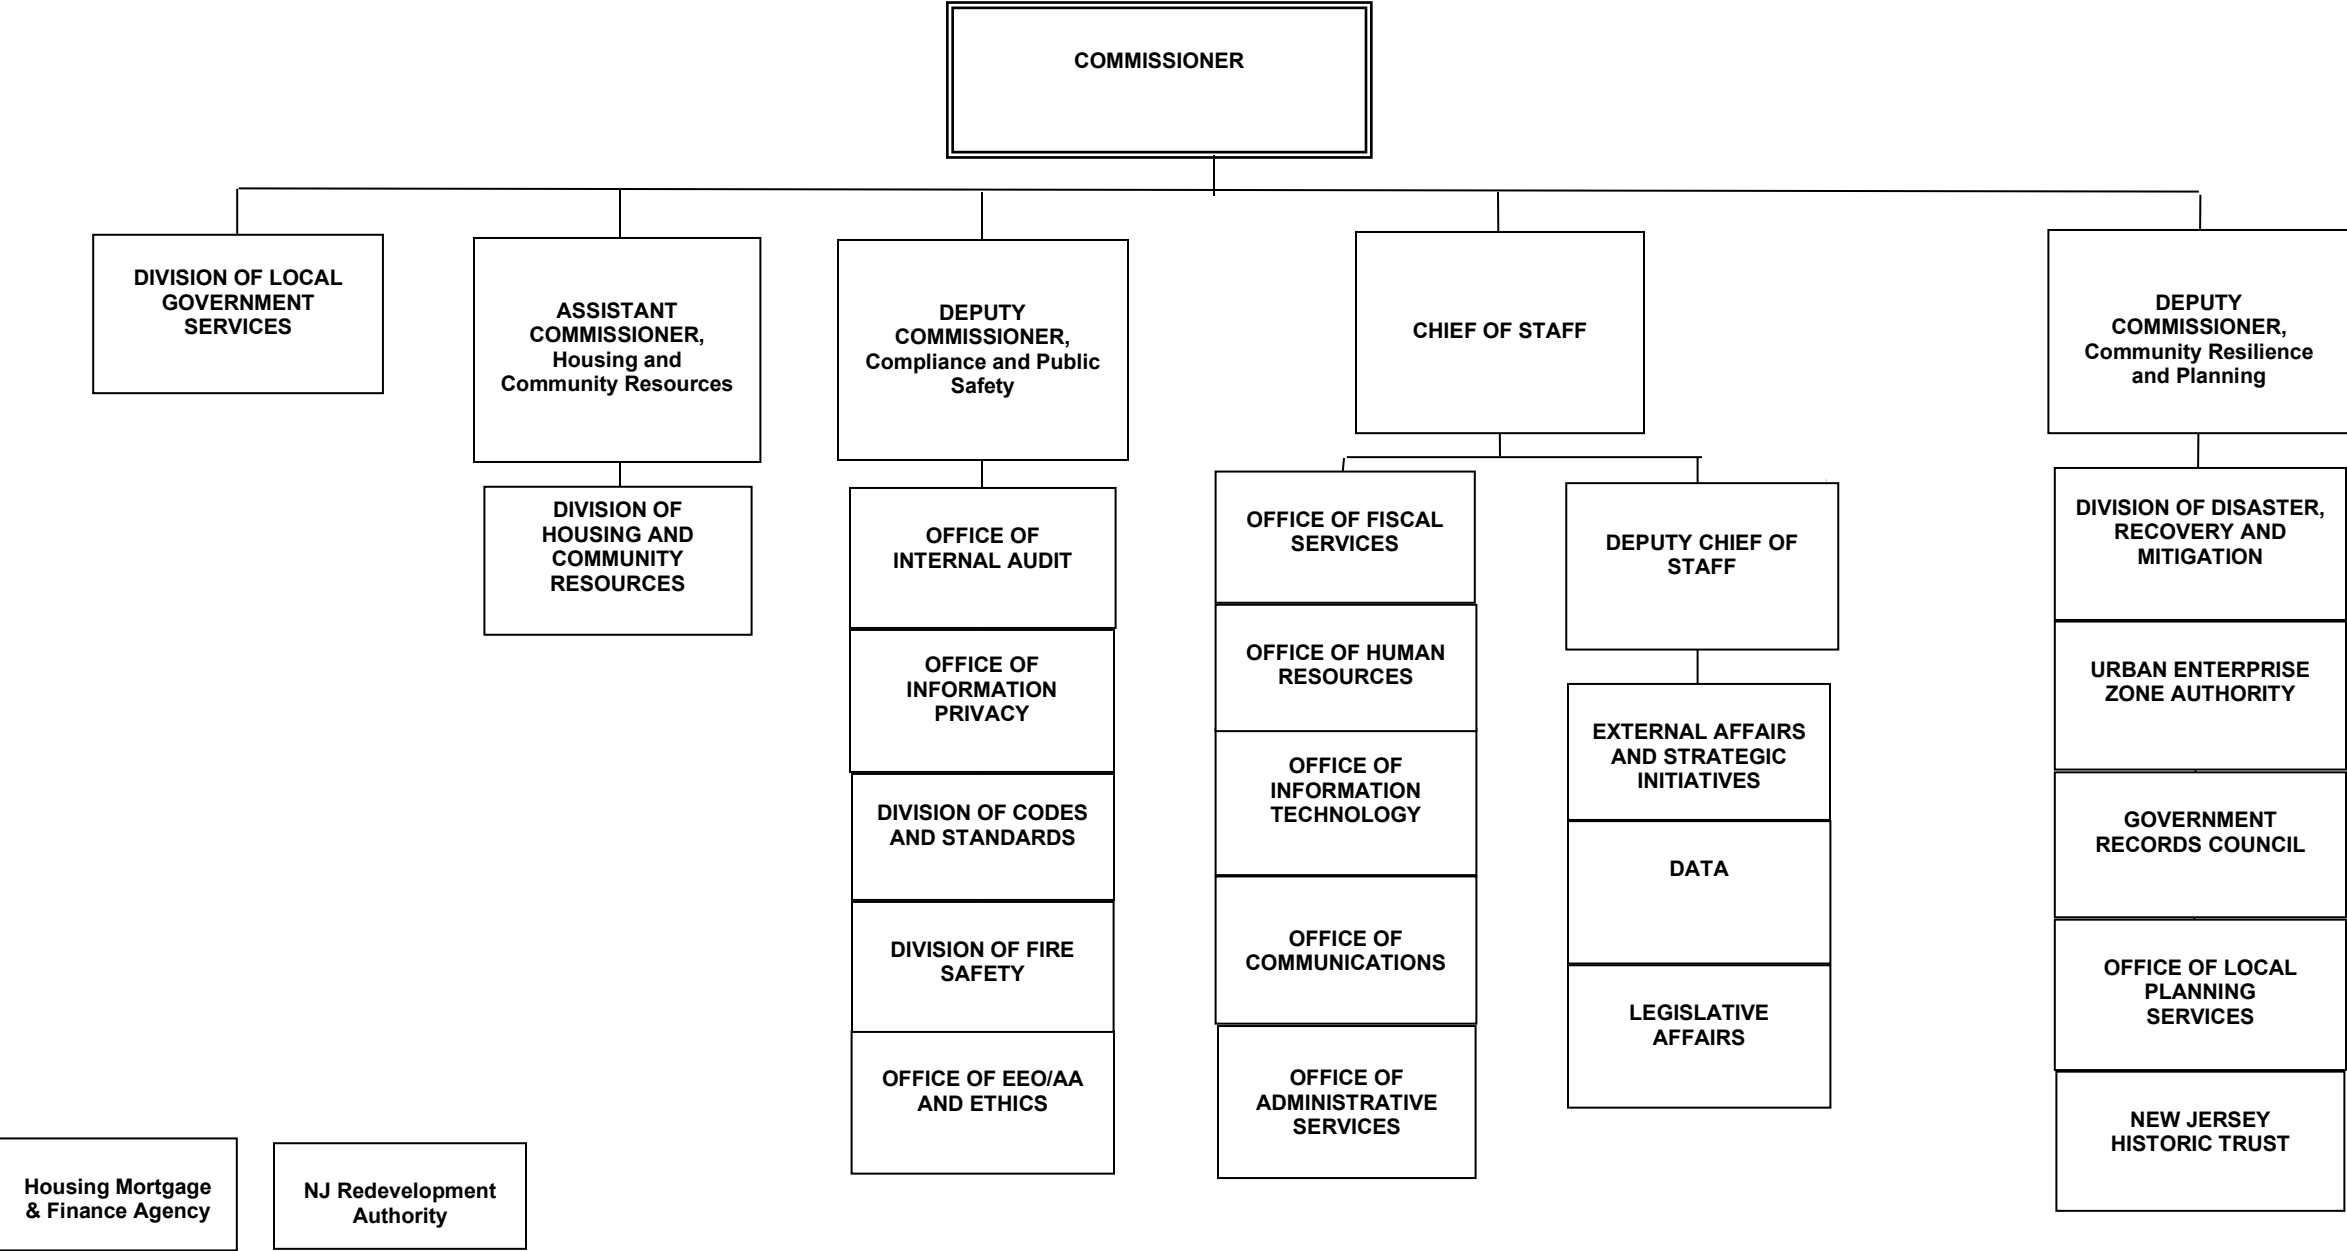 COMMISSIONER
DIVISION OF LOCAL
GOVERNMENT
SERVICES
ASSISTANT
COMMISSIONER,
Housing and
Community Resources
DEPUTY
COMMISSIONER,
Compliance and Public
Safety
CHIEF OF STAFF
DEPUTY
COMMISSIONER,
Community Resilience
and Planning
DIVISION OF
HOUSING AND
COMMUNITY
RESOURCES
OFFICE OF
INTERNAL AUDIT
OFFICE OF
INFORMATION
PRIVACY
DIVISION OF CODES
AND STANDARDS
DIVISION OF FIRE
SAFETY
OFFICE OF EEO/AA
AND ETHICS
OFFICE OF FISCAL
SERVICES
OFFICE OF HUMAN
RESOURCES
OFFICE OF
INFORMATION
TECHNOLOGY
OFFICE OF
COMMUNICATIONS
OFFICE OF
ADMINISTRATIVE
SERVICES
DEPUTY CHIEF OF
STAFF
EXTERNAL AFFAIRS
AND STRATEGIC
INITIATIVES
DATA
LEGISLATIVE
AFFAIRS
DIVISION OF DISASTER,
RECOVERY AND
MITIGATION
URBAN ENTERPRISE
ZONE AUTHORITY
GOVERNMENT
RECORDS COUNCIL
OFFICE OF LOCAL
PLANNING
SERVICES
NEW JERSEY
HISTORIC TRUST
Housing Mortgage
& Finance Agency
NJ Redevelopment
Authority